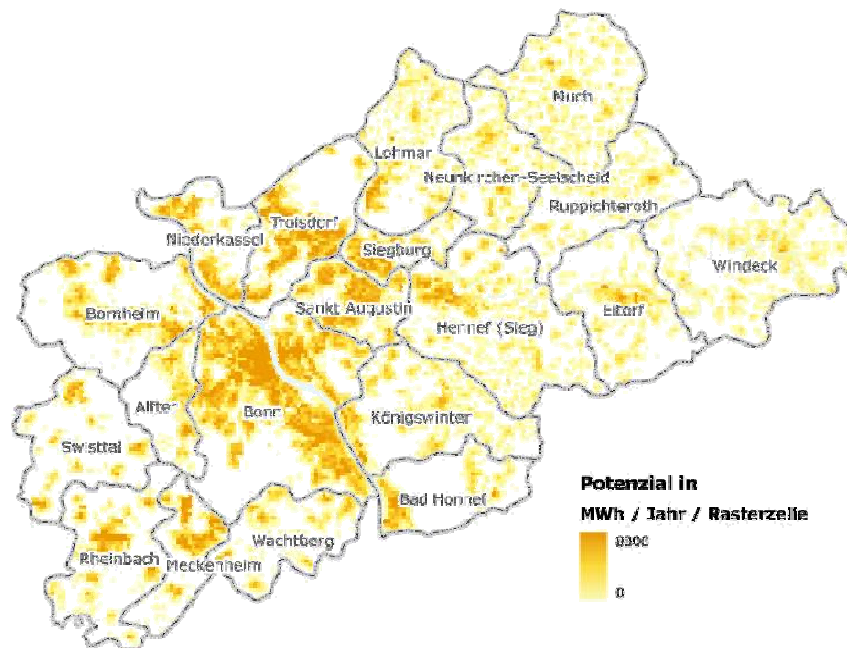 Much
Lohmar
Neunkirchen-Seelscheid
Ruppichteroth
Troisdorf
Niederkassel
Siegburg
Windeck
Sankt Augustin
Eitorf
Bornheim
Hennef (Sieg)
Alfter
Bonn
Königswinter
Swisttal
Bad Honnef
Wachtberg
Rheinbach
Meckenheim
Potenzial in
MWh / Jahr / Rasterzelle
0